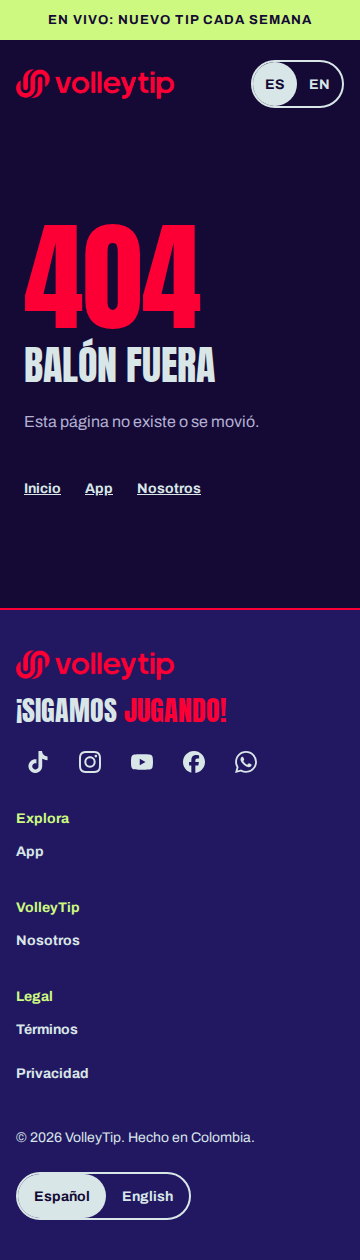 EN VIVO: NUEVO TIP CADA SEMANA
volleytip
ES EN
404
BALÓN FUERA
Esta página no existe o se movió.
Inicio App Nosotros
volleytip
¡SIGAMOS JUGANDO!
Explora
App
VolleyTip
Nosotros
Legal
Términos
Privacidad
© 2026 VolleyTip. Hecho en Colombia.
Español English